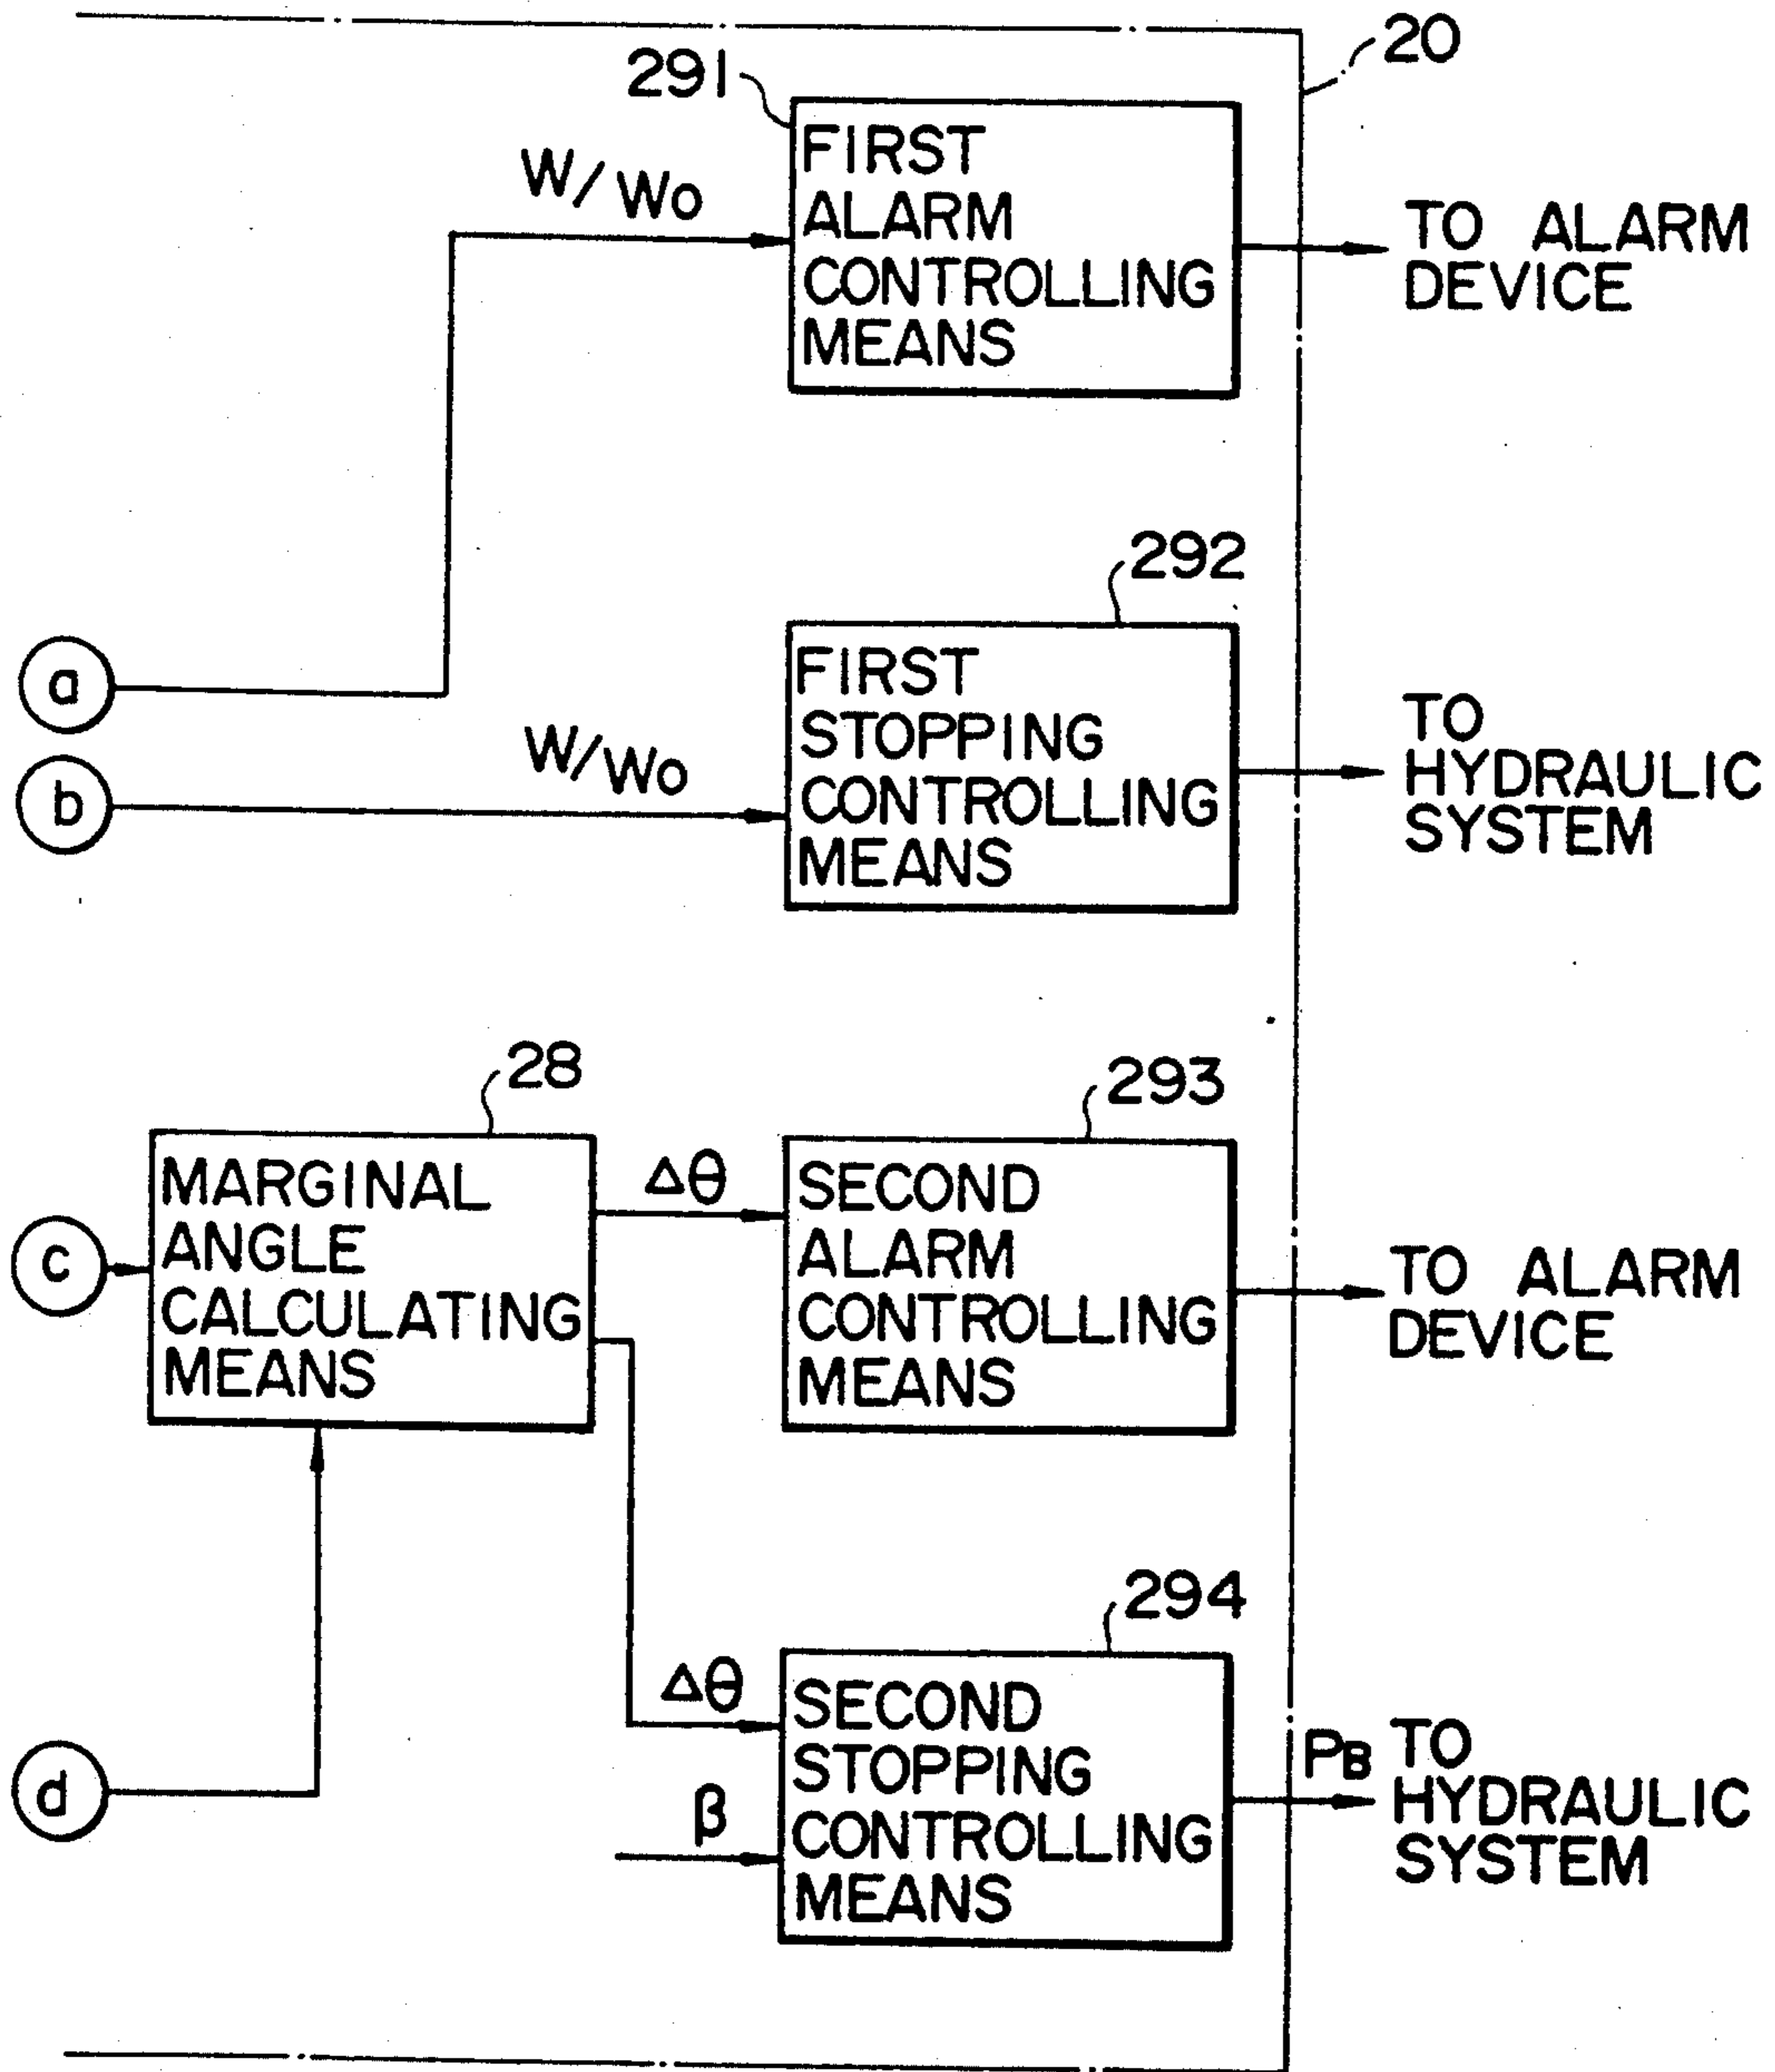 20
291
FIRST
ALARM
CONTROLLING
MEANS
W/Wo
TO ALARM
DEVICE
292
FIRST
STOPPING
CONTROLLING
MEANS
a
W/Wo
b
TO
HYDRAULIC
SYSTEM
28
MARGINAL
ANGLE
CALCULATING
MEANS
c
Δθ
293
SECOND
ALARM
CONTROLLING
MEANS
TO ALARM
DEVICE
294
Δθ
SECOND
STOPPING
CONTROLLING
MEANS
d
β
PB
TO
HYDRAULIC
SYSTEM